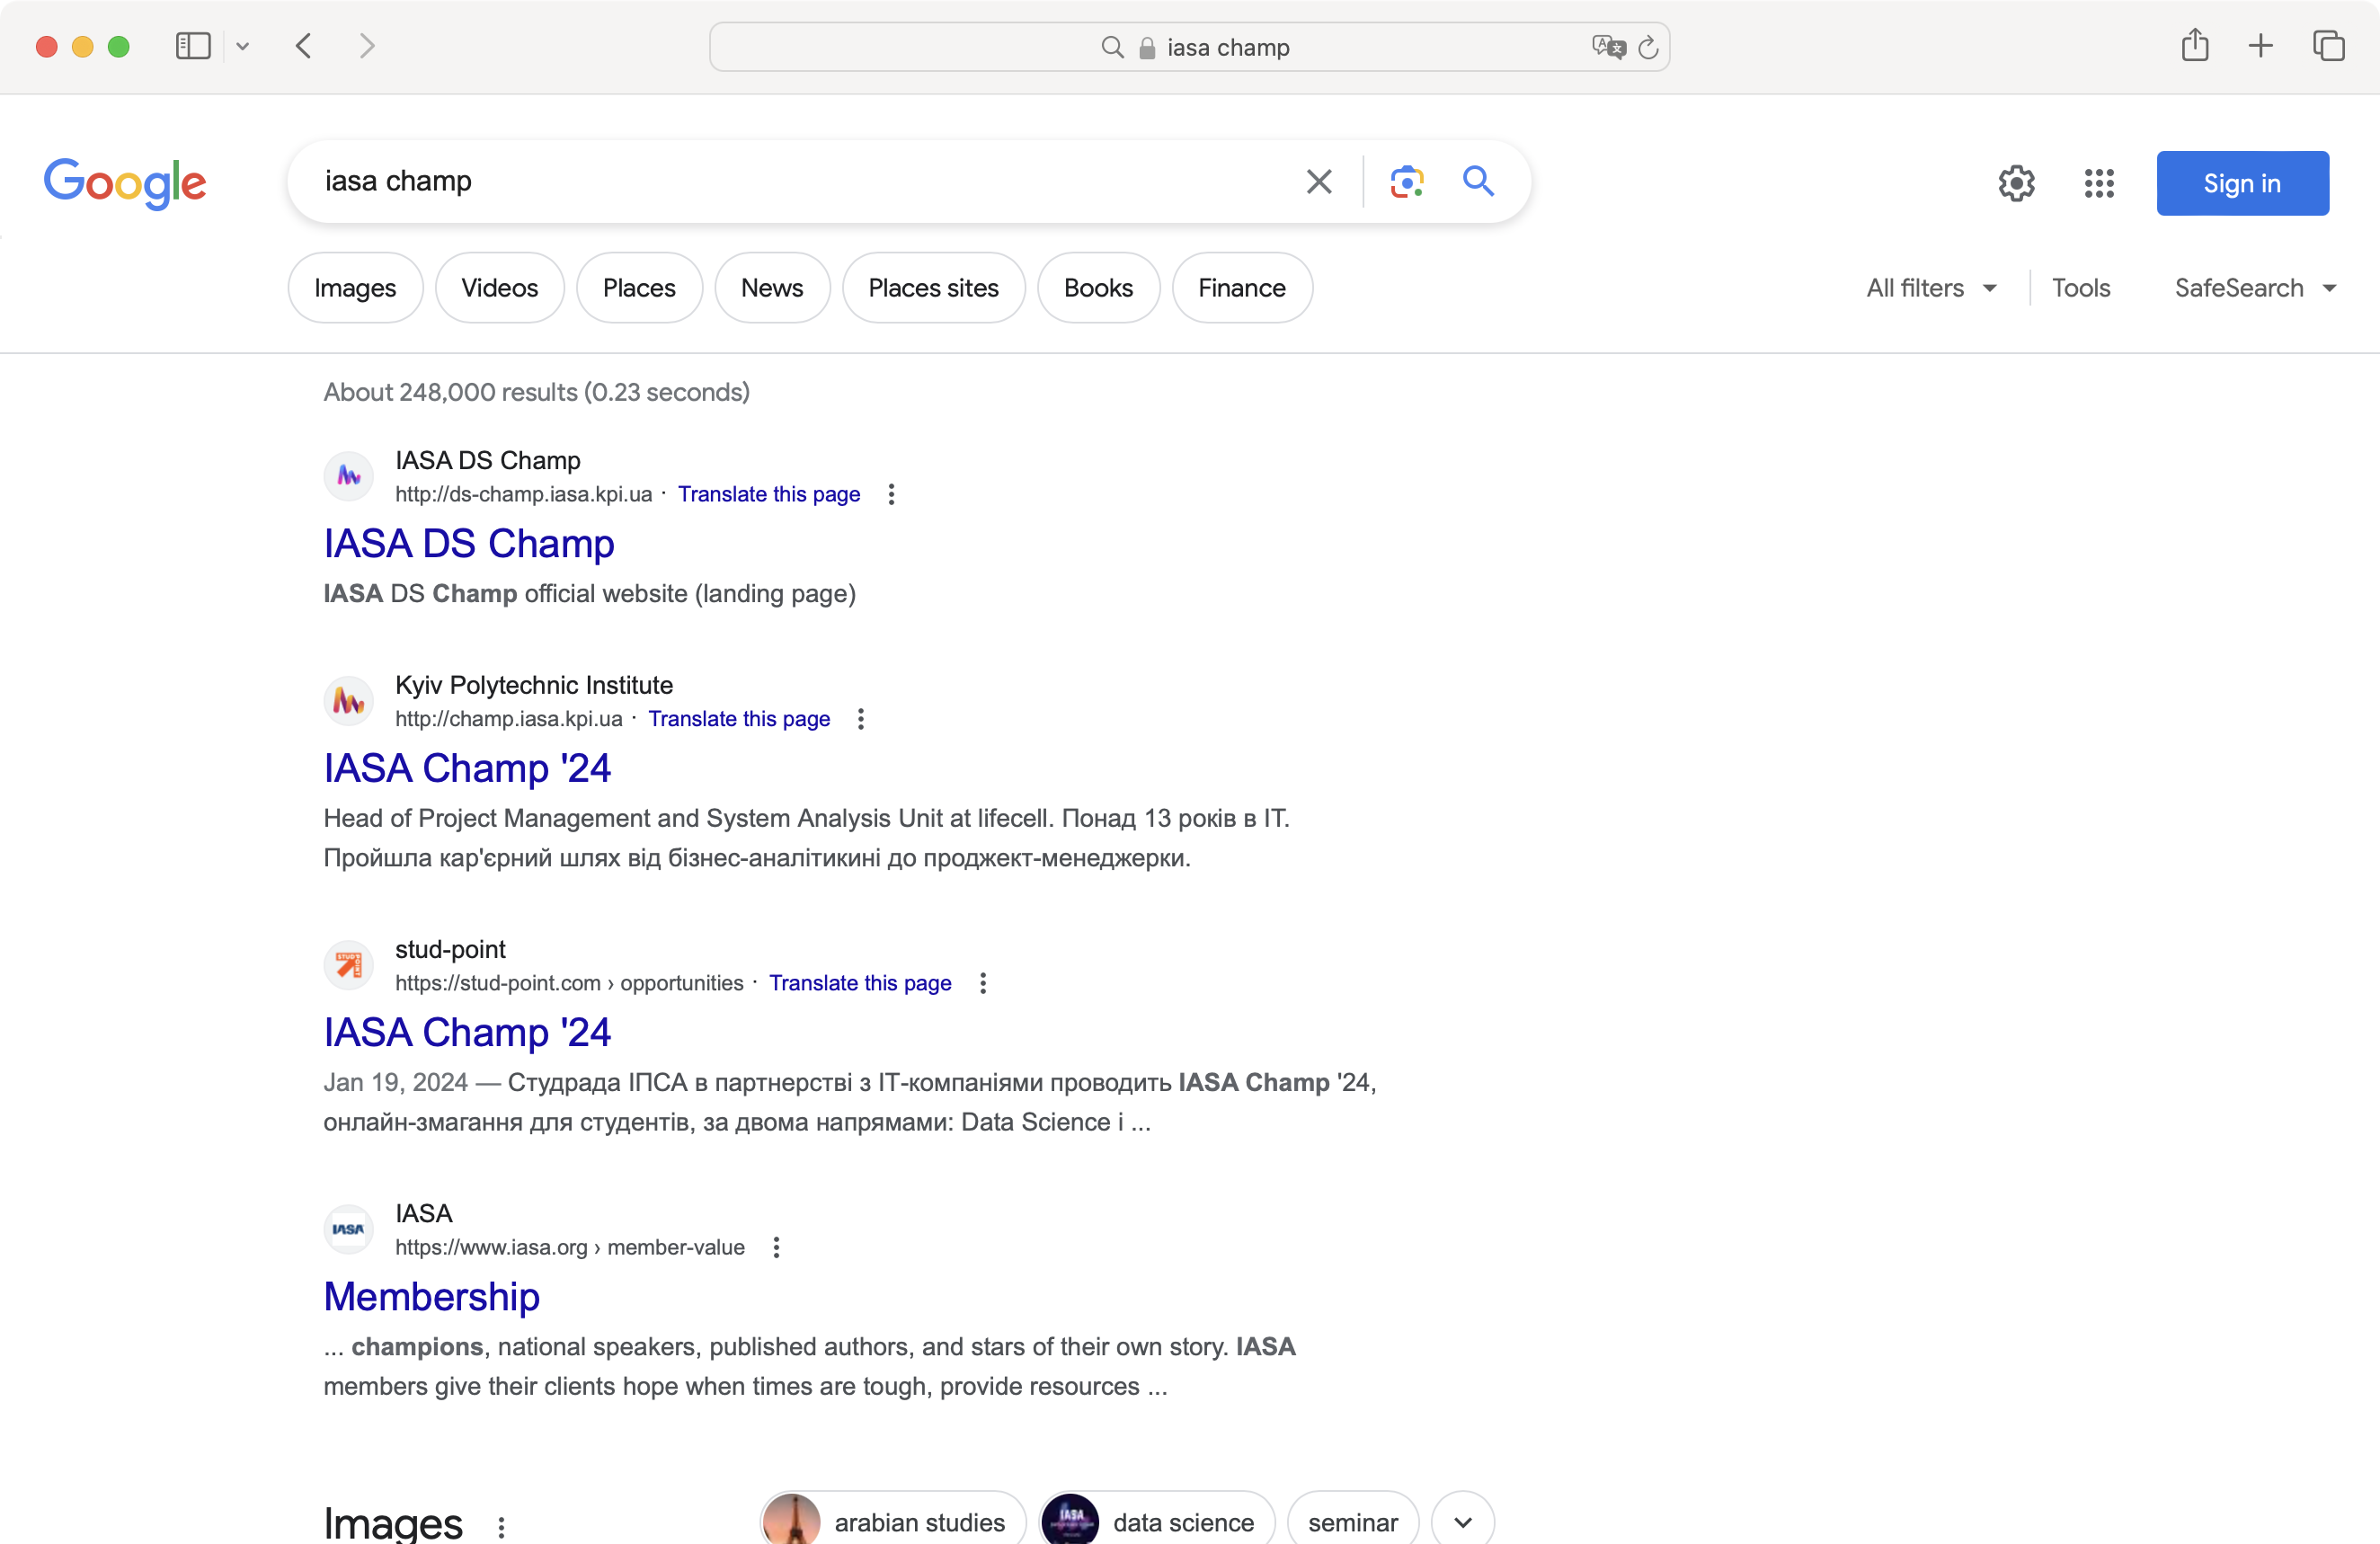 iasa champ
Google
iasa champ
Sign in
Images
Videos
Places
News
Places sites
Books
Finance
All filters
Tools
SafeSearch
About 248,000 results (0.23 seconds)
IASA DS Champ
http://ds-champ.iasa.kpi.ua · Translate this page
IASA DS Champ
IASA DS Champ official website (landing page)
Kyiv Polytechnic Institute
http://champ.iasa.kpi.ua · Translate this page
IASA Champ '24
Head of Project Management and System Analysis Unit at lifecell. Понад 13 років в IT.
Пройшла кар'єрний шлях від бізнес-аналітикині до проджект-менеджерки.
STUD POINT
stud-point
https://stud-point.com › opportunities · Translate this page
IASA Champ '24
Jan 19, 2024 — Студрада ІПСА в партнерстві з ІТ-компаніями проводить IASA Champ '24,
онлайн-змагання для студентів, за двома напрямами: Data Science і ...
IASA
IASA
https://www.iasa.org › member-value
Membership
... champions, national speakers, published authors, and stars of their own story. IASA
members give their clients hope when times are tough, provide resources ...
Images
arabian studies
IASA
data science
seminar